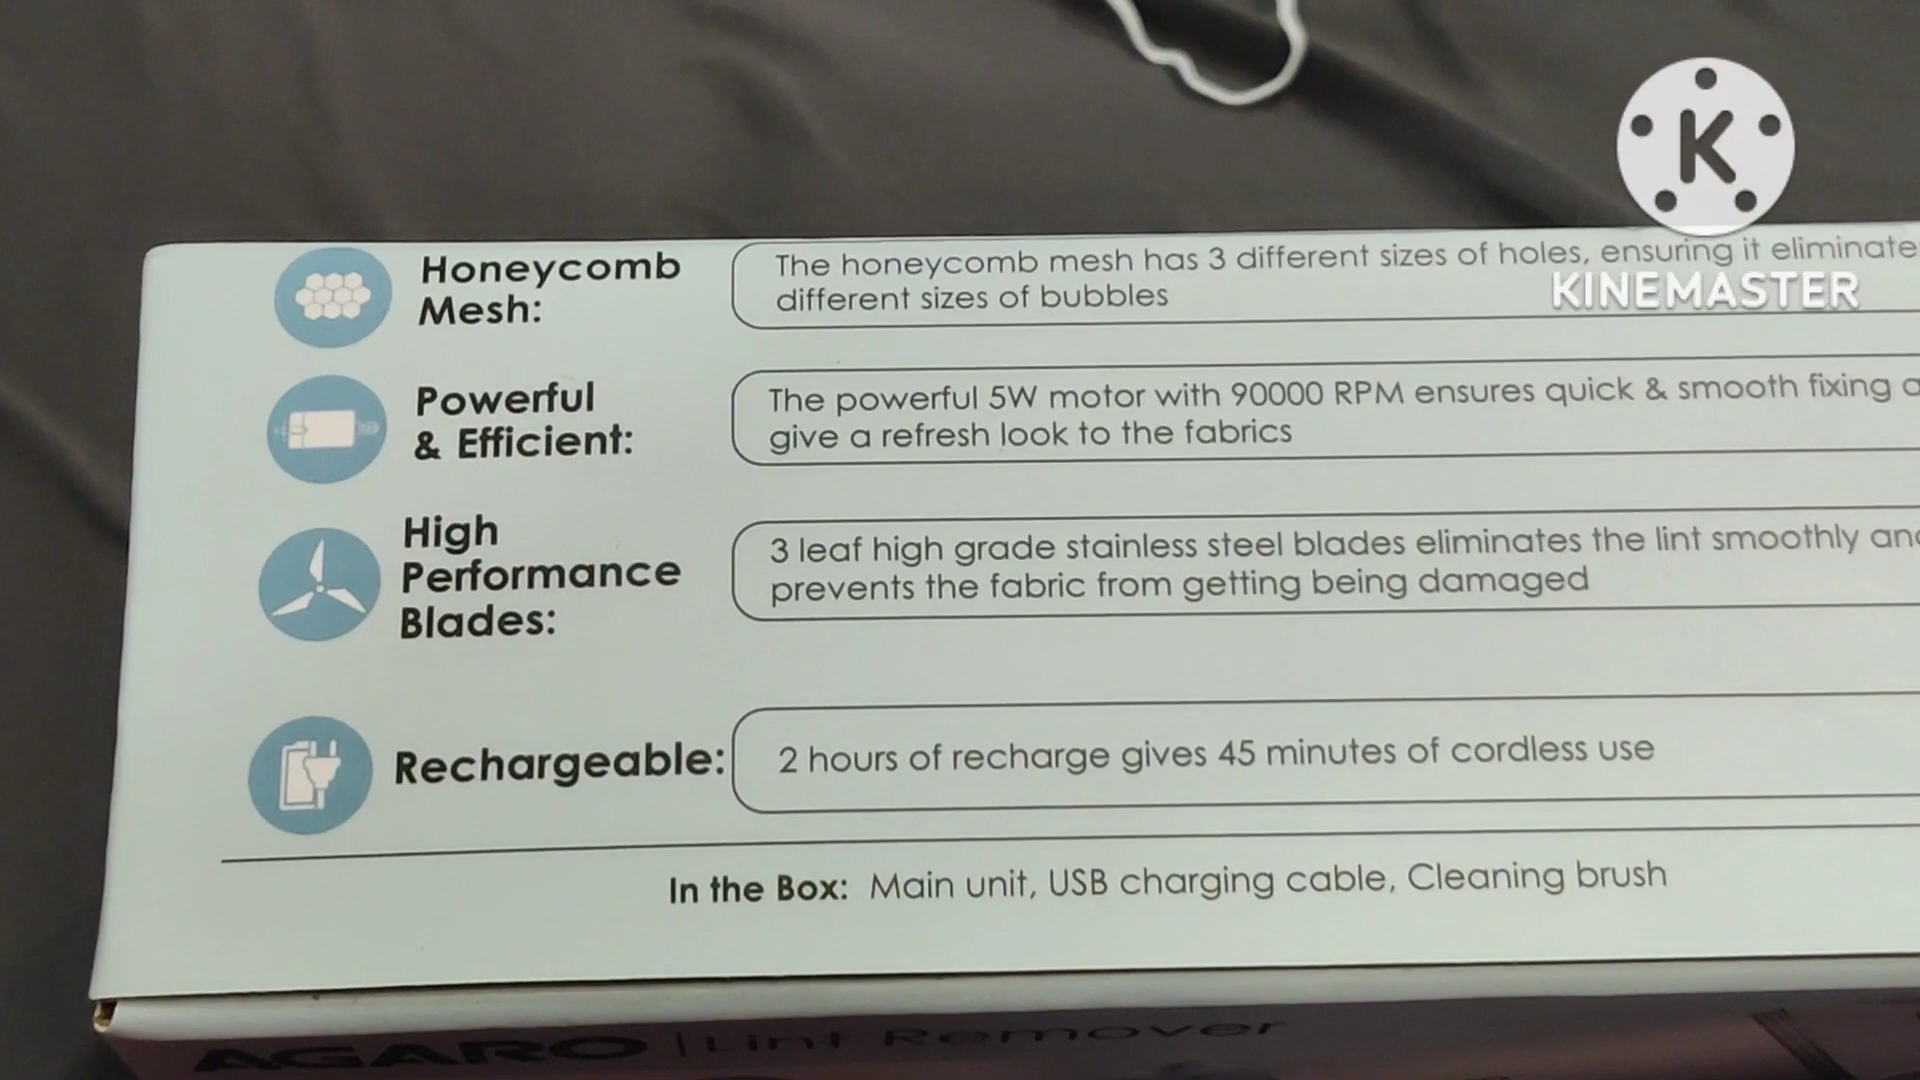 K
KINEMASTER
Honeycomb
Mesh:
The honeycomb mesh has 3 different sizes of holes, ensuring it eliminate
different sizes of bubbles
Powerful
& Efficient:
The powerful 5W motor with 90000 RPM ensures quick & smooth fixing a
give a refresh look to the fabrics
High
Performance
Blades:
3 leaf high grade stainless steel blades eliminates the lint smoothly and
prevents the fabric from getting being damaged
Rechargeable:
2 hours of recharge gives 45 minutes of cordless use
In the Box: Main unit, USB charging cable, Cleaning brush
AGARO | Lint Remover